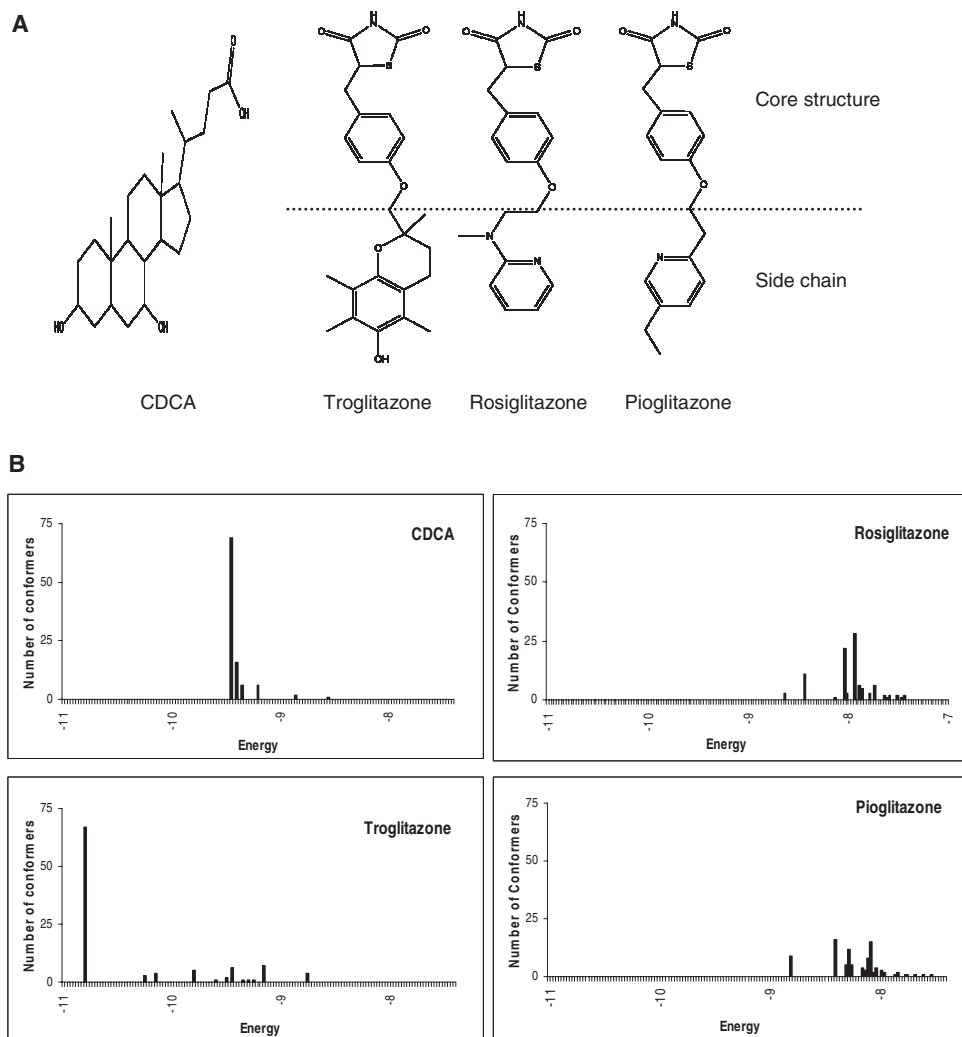 A
O
OH
HO
OH
H
N
O
O
S
O
O
OH
H
N
O
O
S
O
N
N
H
N
O
O
S
O
N
Core structure
Side chain
CDCA
Troglitazone
Rosiglitazone
Pioglitazone
B
CDCA
Number of conformers
75
50
25
0
-11
-10
-9
-8
Energy
Rosiglitazone
Number of Conformers
75
50
25
0
-11
-10
-9
-8
-7
Energy
Troglitazone
Number of conformers
75
50
25
0
-11
-10
-9
-8
Energy
Pioglitazone
Number of Conformers
75
50
25
0
-11
-10
-9
-8
Energy